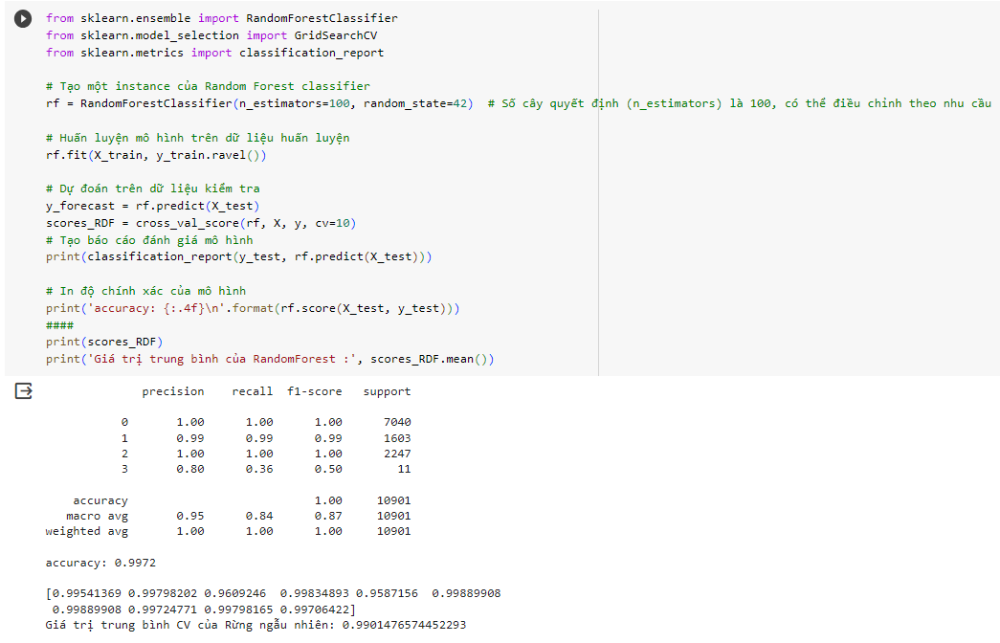 from sklearn.ensemble import RandomForestClassifier
from sklearn.model_selection import GridSearchCV
from sklearn.metrics import classification_report
# Tạo một instance của Random Forest classifier
rf = RandomForestClassifier(n_estimators=100, random_state=42)  # Số cây quyết định (n_estimators) là 100, có thể điều chỉnh theo nhu cầu
# Huấn luyện mô hình trên dữ liệu huấn luyện
rf.fit(X_train, y_train.ravel())
# Dự đoán trên dữ liệu kiểm tra
y_forecast = rf.predict(X_test)
scores_RDF = cross_val_score(rf, X, y, cv=10)
# Tạo báo cáo đánh giá mô hình
print(classification_report(y_test, rf.predict(X_test)))
# In độ chính xác của mô hình
print('accuracy: {:.4f}\n'.format(rf.score(X_test, y_test)))
####
print(scores_RDF)
print('Giá trị trung bình của RandomForest :', scores_RDF.mean())
precision recall f1-score support
0 1.00 1.00 1.00 7040
1 0.99 0.99 0.99 1603
2 1.00 1.00 1.00 2247
3 0.80 0.36 0.50 11
accuracy 1.00 10901
macro avg 0.95 0.84 0.87 10901
weighted avg 1.00 1.00 1.00 10901
accuracy: 0.9972
[0.99541369 0.99798202 0.9609246  0.99834893 0.9587156  0.99889908
0.99889908 0.99724771 0.99798165 0.99706422]
Giá trị trung bình CV của Rừng ngẫu nhiên: 0.9901476574452293